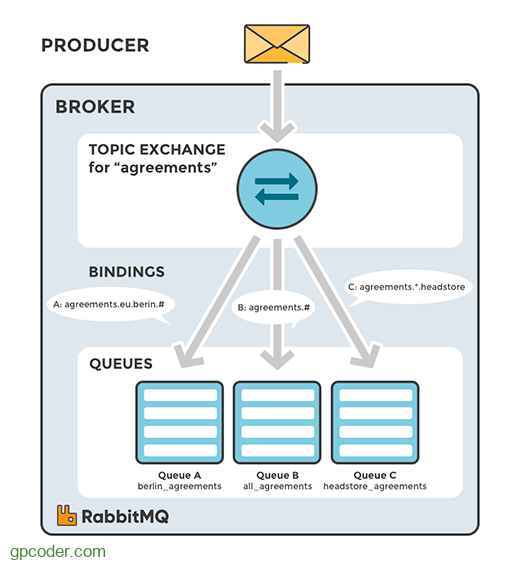 PRODUCER
BROKER
TOPIC EXCHANGE
for “agreements”
BINDINGS
C: agreements.*.headstore
A: agreements.eu.berin.#
B: agreements.#
QUEUES
Queue A
berlin_agreements
Queue B
all_agreements
Queue C
headstore_agreements
RabbitMQ
gpcoder.com